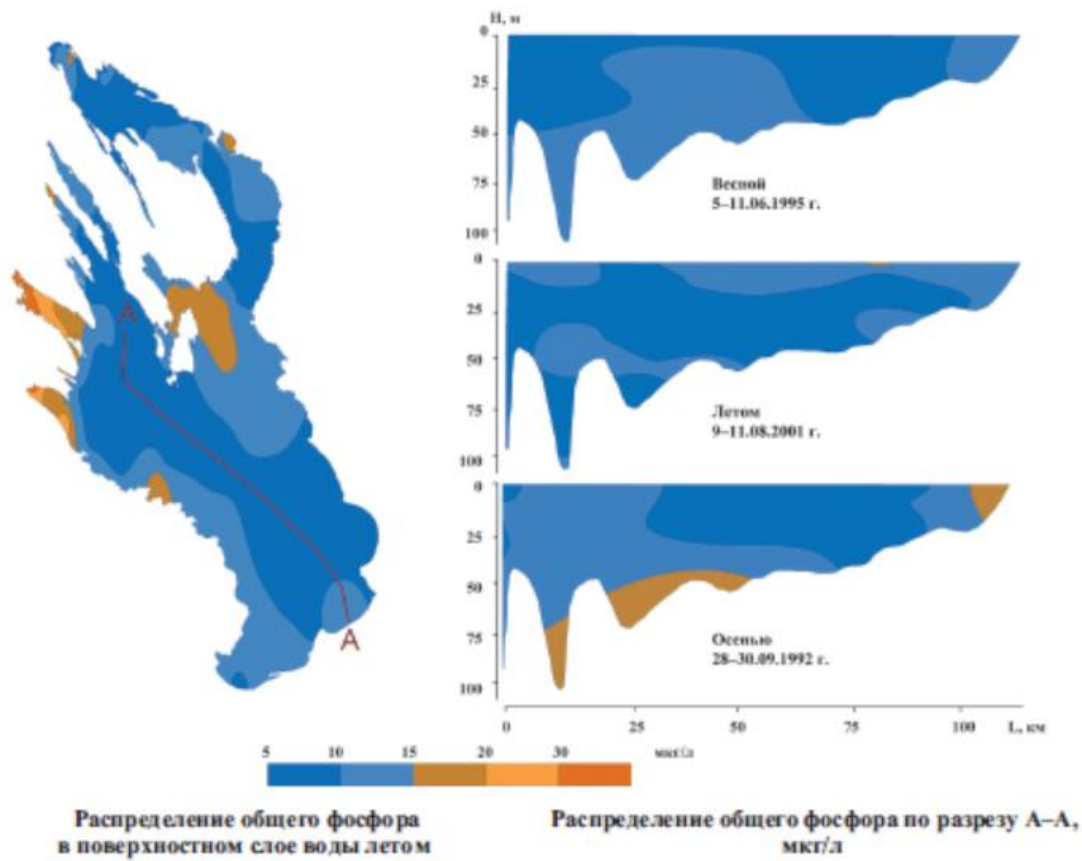 H, м
0
25
50
75
100
Весной
5–11.06.1995 г.
0
25
50
75
100
Летом
9–11.08.2001 г.
0
25
50
75
100
Осенью
28–30.09.1992 г.
0 25 50 75 100 L, км
A
A
5 10 15 20 30 мкг/л
Распределение общего фосфора
в поверхностном слое воды летом
Распределение общего фосфора по разрезу А–А,
мкг/л